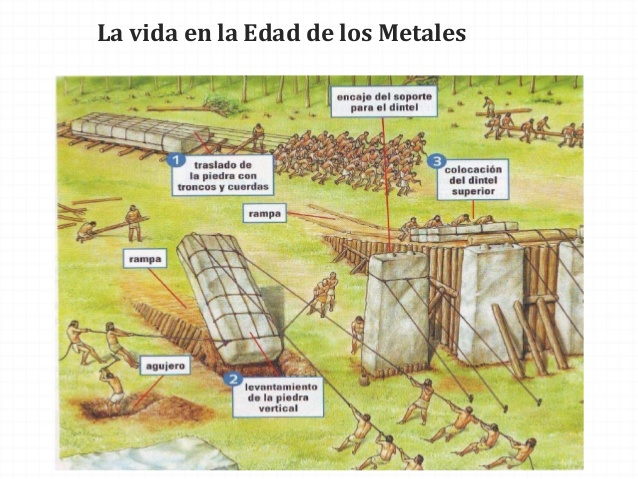 La vida en la Edad de los Metales
encaje del soporte
para el dintel
1
traslado de
la piedra con
troncos y cuerdas
3
colocación
del dintel
superior
rampa
rampa
agujero
2
levantamiento
de la piedra
vertical